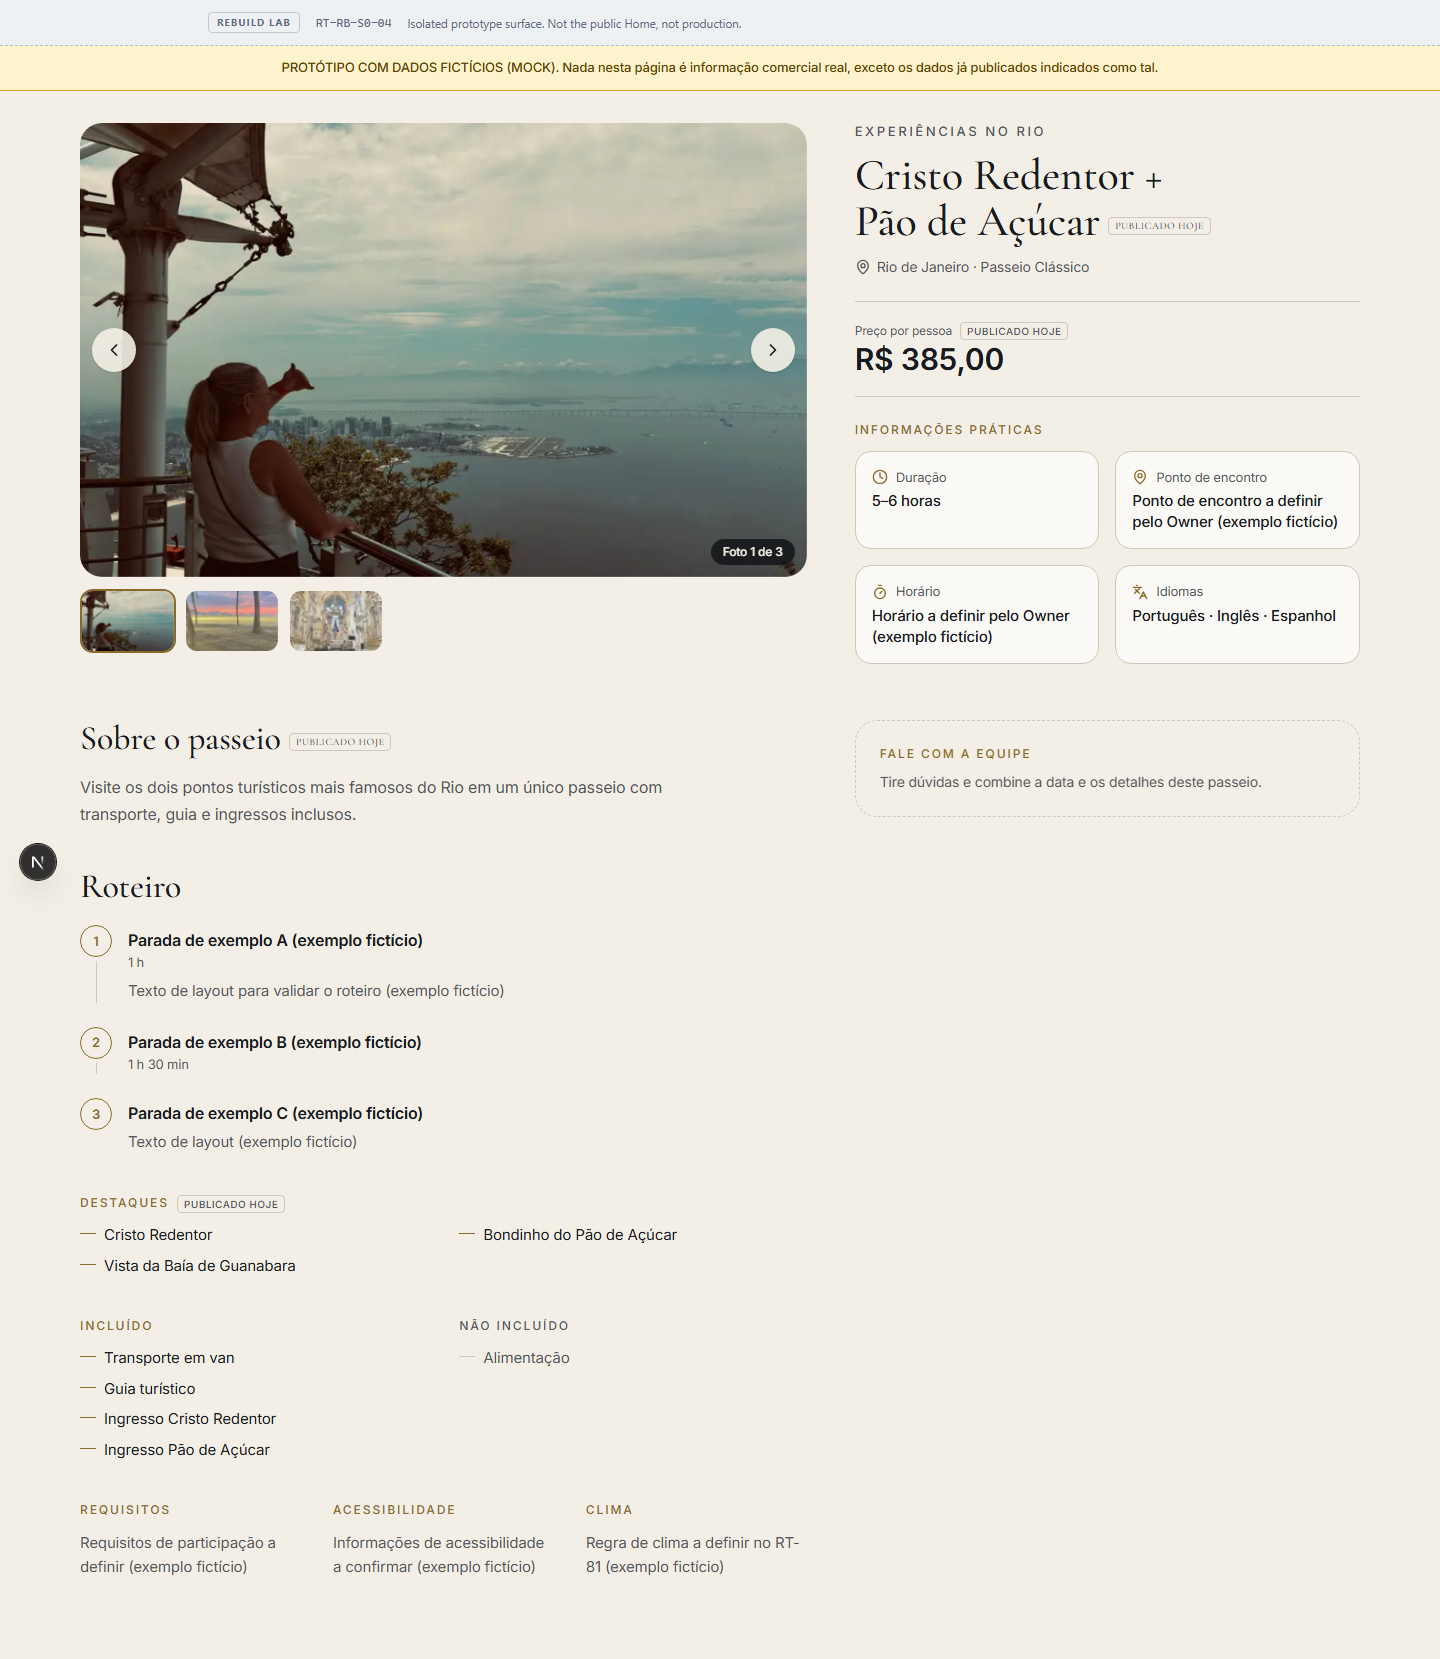 REBUILD LAB RT-RB-S0-04 Isolated prototype surface. Not the public Home, not production.
PROTÓTIPO COM DADOS FICTÍCIOS (MOCK). Nada nesta página é informação comercial real, exceto os dados já publicados indicados como tal.
Foto 1 de 3
EXPERIÊNCIAS NO RIO
Cristo Redentor +
Pão de Açúcar PUBLICADO HOJE
Rio de Janeiro · Passeio Clássico
Preço por pessoa PUBLICADO HOJE
R$ 385,00
INFORMAÇÕES PRÁTICAS
Duração
5–6 horas
Ponto de encontro
Ponto de encontro a definir
pelo Owner (exemplo fictício)
Horário
Horário a definir pelo Owner
(exemplo fictício)
Idiomas
Português · Inglês · Espanhol
Sobre o passeio PUBLICADO HOJE
Visite os dois pontos turísticos mais famosos do Rio em um único passeio com
transporte, guia e ingressos inclusos.
FALE COM A EQUIPE
Tire dúvidas e combine a data e os detalhes deste passeio.
N
Roteiro
1 Parada de exemplo A (exemplo fictício)
1 h
Texto de layout para validar o roteiro (exemplo fictício)
2 Parada de exemplo B (exemplo fictício)
1 h 30 min
3 Parada de exemplo C (exemplo fictício)
Texto de layout (exemplo fictício)
DESTAQUES PUBLICADO HOJE
— Cristo Redentor
— Bondinho do Pão de Açúcar
— Vista da Baía de Guanabara
INCLUÍDO
— Transporte em van
— Guia turístico
— Ingresso Cristo Redentor
— Ingresso Pão de Açúcar
NÃO INCLUÍDO
— Alimentação
REQUISITOS
Requisitos de participação a
definir (exemplo fictício)
ACESSIBILIDADE
Informações de acessibilidade
a confirmar (exemplo fictício)
CLIMA
Regra de clima a definir no RT-
81 (exemplo fictício)